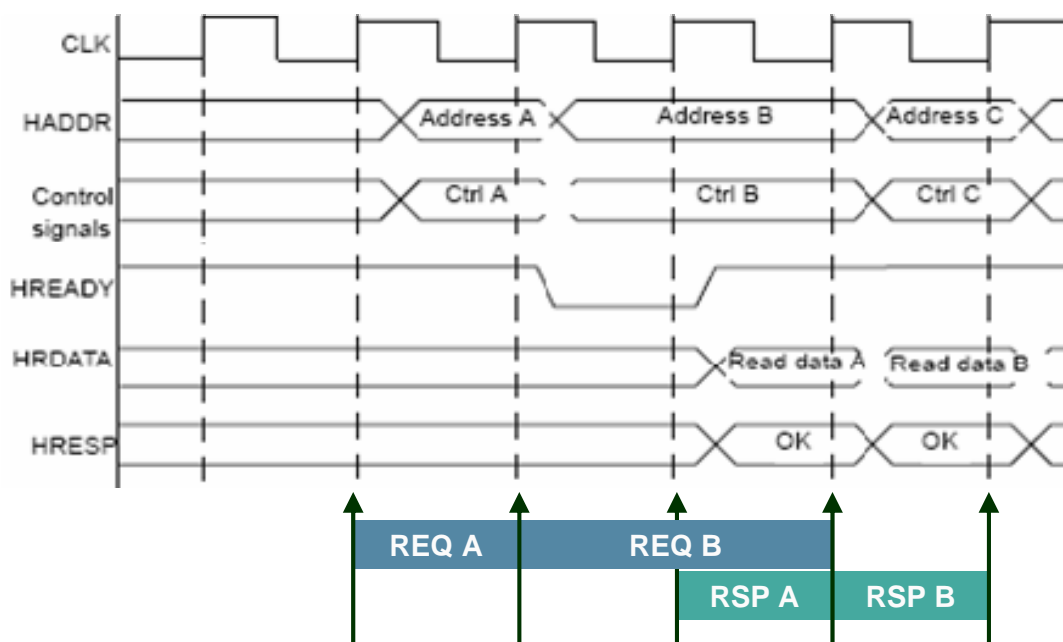 CLK
HADDR
Address A
Address B
Address C
Control
signals
Ctrl A
Ctrl B
Ctrl C
HREADY
HRDATA
Read data A
Read data B
HRESP
OK
OK
REQ A
REQ B
RSP A
RSP B